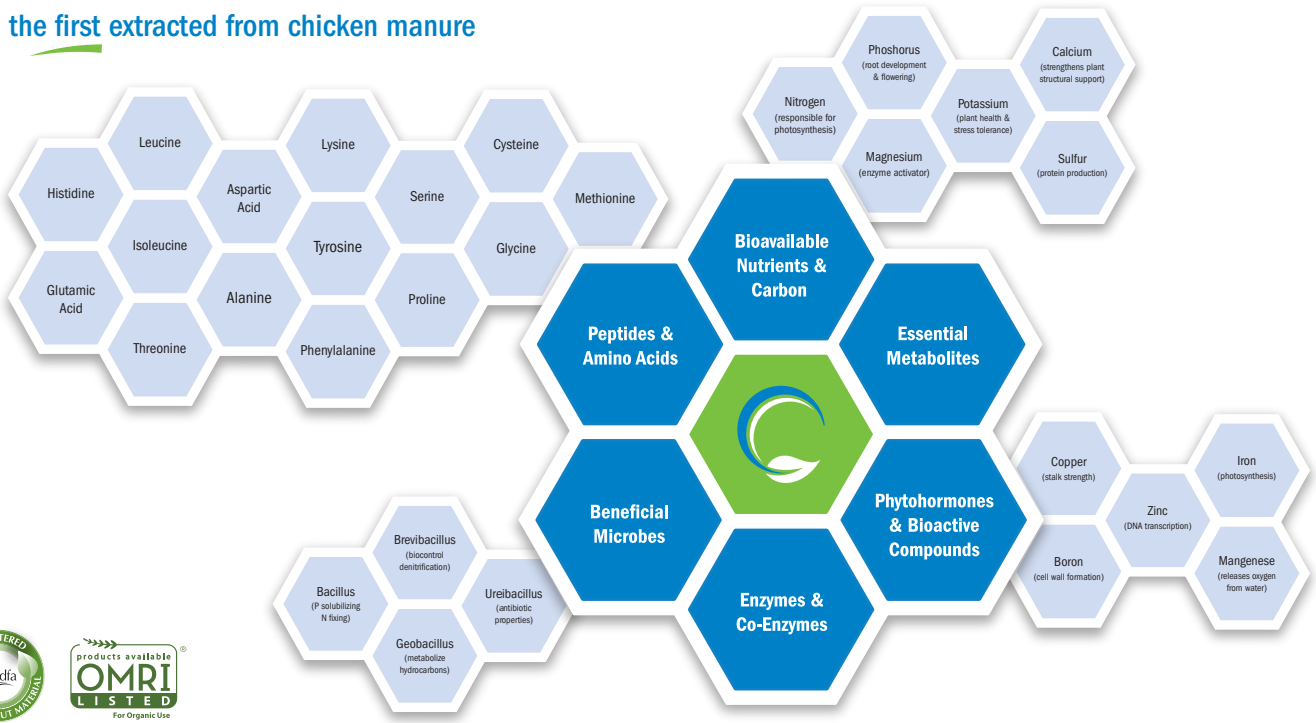 the first extracted from chicken manure
Leucine
Lysine
Cysteine
Histidine
Aspartic
Acid
Serine
Methionine
Isoleucine
Tyrosine
Glycine
Glutamic
Acid
Alanine
Proline
Threonine
Phenylalanine
Phoshorus
(root development
& flowering)
Calcium
(strengthens plant
structural support)
Nitrogen
(responsible for
photosynthesis)
Potassium
(plant health &
stress tolerance)
Magnesium
(enzyme activator)
Sulfur
(protein production)
Bioavailable
Nutrients &
Carbon
Peptides &
Amino Acids
Essential
Metabolites
Beneficial
Microbes
Phytohormones
& Bioactive
Compounds
Enzymes &
Co-Enzymes
Copper
(stalk strength)
Iron
(photosynthesis)
Zinc
(DNA transcription)
Boron
(cell wall formation)
Mangenese
(releases oxygen
from water)
Brevibacillus
(biocontrol
denitrification)
Bacillus
(P solubilizing
N fixing)
Ureibacillus
(antibiotic
properties)
Geobacillus
(metabolize
hydrocarbons)
products available
®
OMRI
LISTED
For Organic Use